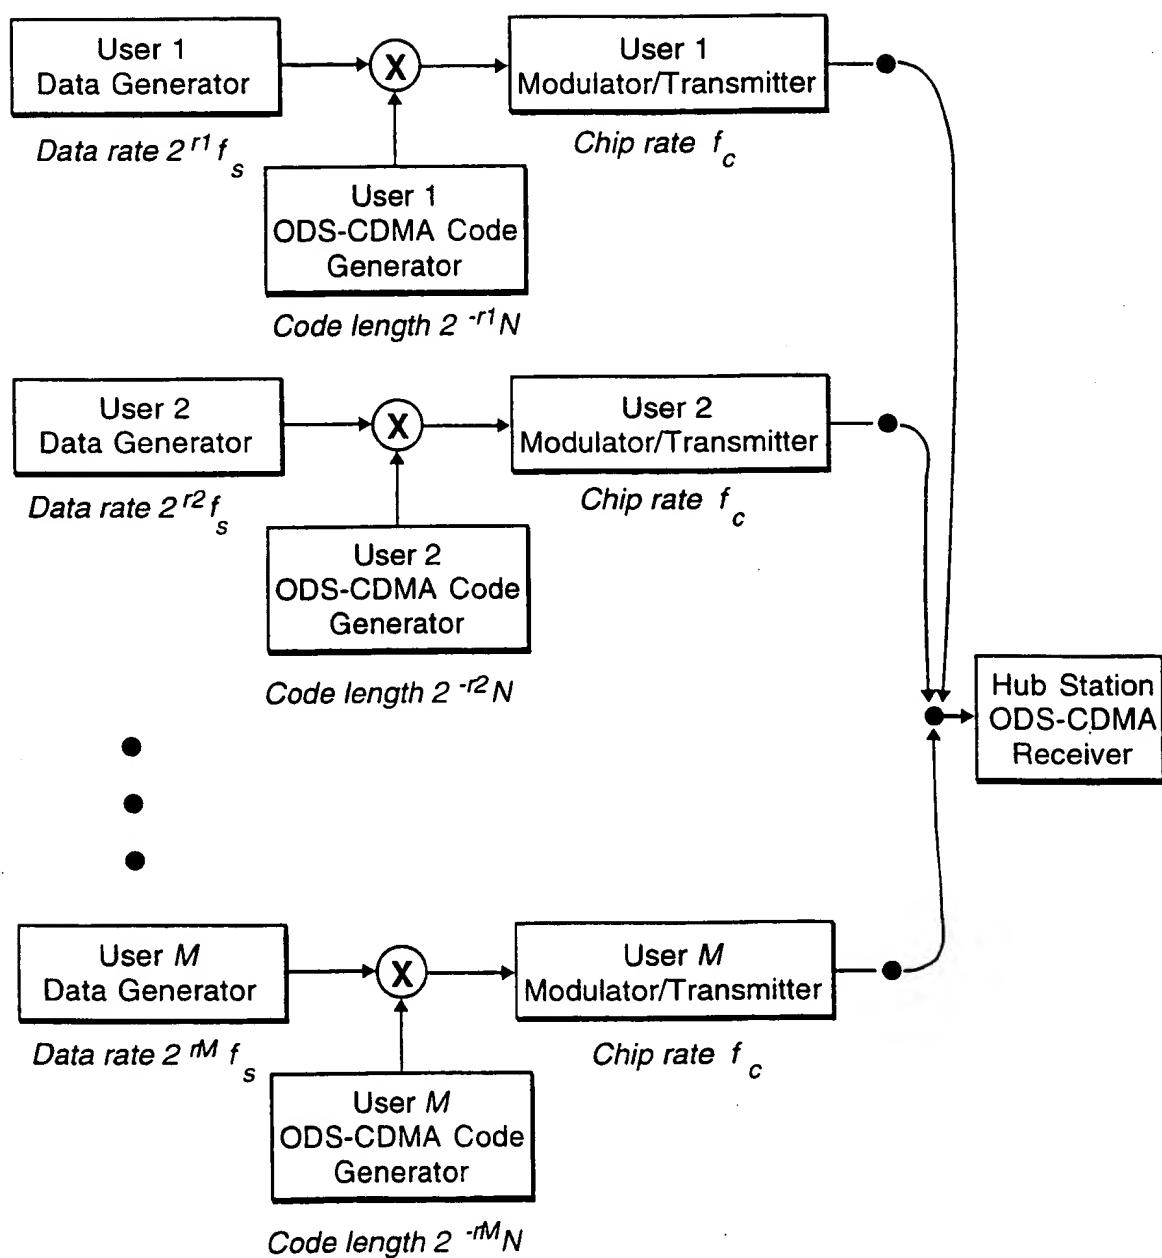 User 1
Data Generator
X
User 1
Modulator/Transmitter
Data rate 2^r1 f_s
Chip rate f_c
User 1
ODS-CDMA Code
Generator
Code length 2^-r1 N
User 2
Data Generator
X
User 2
Modulator/Transmitter
Data rate 2^r2 f_s
Chip rate f_c
User 2
ODS-CDMA Code
Generator
Code length 2^-r2 N
Hub Station
ODS-CDMA
Receiver
User M
Data Generator
X
User M
Modulator/Transmitter
Data rate 2^rM f_s
Chip rate f_c
User M
ODS-CDMA Code
Generator
Code length 2^-rM N